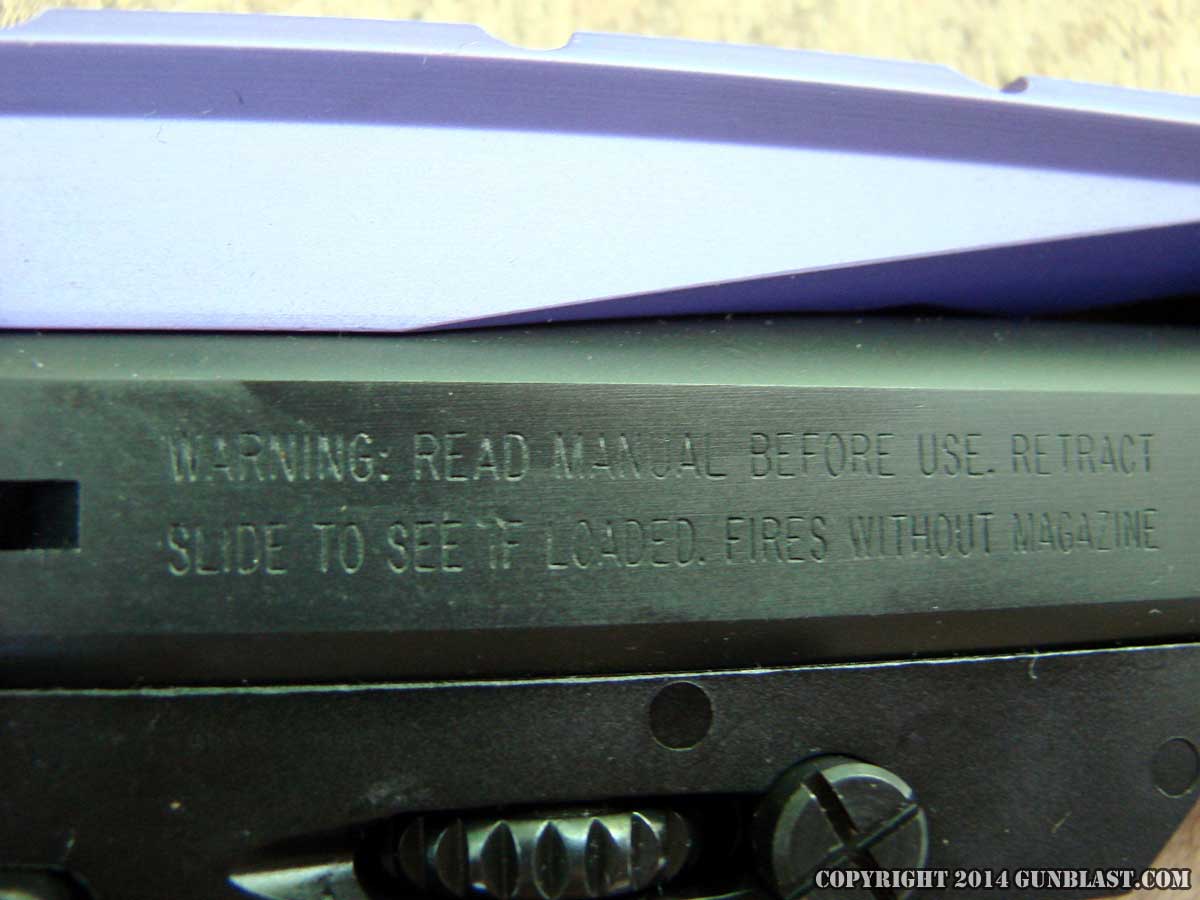 WARNING: READ MANUAL BEFORE USE. RETRACT
SLIDE TO SEE IF LOADED. FIRES WITHOUT MAGAZINE
COPYRIGHT 2014 GUNBLAST.COM